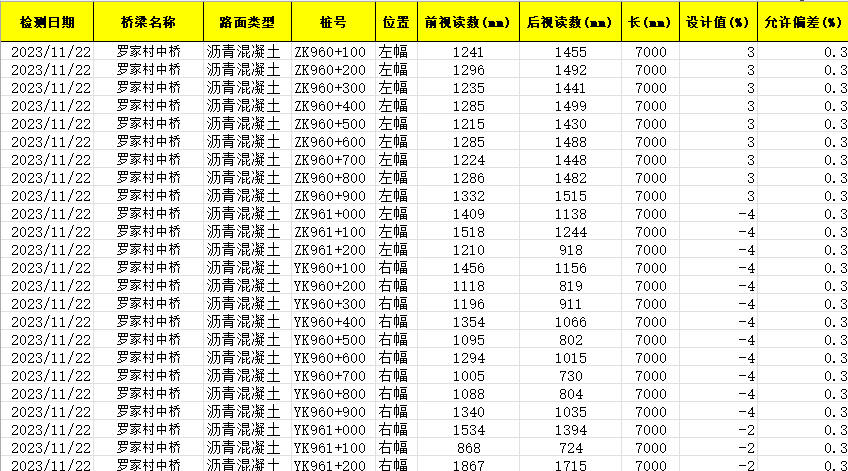 检测日期 桥梁名称 路面类型 桩号 位置 前视读数(mm) 后视读数(mm) 长(mm) 设计值(%) 允许偏差(%)
2023/11/22 罗家村中桥 沥青混凝土 ZK960+100 左幅 1241 1455 7000 3 0.3
2023/11/22 罗家村中桥 沥青混凝土 ZK960+200 左幅 1296 1492 7000 3 0.3
2023/11/22 罗家村中桥 沥青混凝土 ZK960+300 左幅 1235 1441 7000 3 0.3
2023/11/22 罗家村中桥 沥青混凝土 ZK960+400 左幅 1285 1499 7000 3 0.3
2023/11/22 罗家村中桥 沥青混凝土 ZK960+500 左幅 1215 1430 7000 3 0.3
2023/11/22 罗家村中桥 沥青混凝土 ZK960+600 左幅 1285 1488 7000 3 0.3
2023/11/22 罗家村中桥 沥青混凝土 ZK960+700 左幅 1224 1448 7000 3 0.3
2023/11/22 罗家村中桥 沥青混凝土 ZK960+800 左幅 1286 1482 7000 3 0.3
2023/11/22 罗家村中桥 沥青混凝土 ZK960+900 左幅 1332 1515 7000 3 0.3
2023/11/22 罗家村中桥 沥青混凝土 ZK961+000 左幅 1409 1138 7000 -4 0.3
2023/11/22 罗家村中桥 沥青混凝土 ZK961+100 左幅 1518 1244 7000 -4 0.3
2023/11/22 罗家村中桥 沥青混凝土 ZK961+200 左幅 1210 918 7000 -4 0.3
2023/11/22 罗家村中桥 沥青混凝土 YK960+100 右幅 1456 1156 7000 -4 0.3
2023/11/22 罗家村中桥 沥青混凝土 YK960+200 右幅 1118 819 7000 -4 0.3
2023/11/22 罗家村中桥 沥青混凝土 YK960+300 右幅 1196 911 7000 -4 0.3
2023/11/22 罗家村中桥 沥青混凝土 YK960+400 右幅 1354 1066 7000 -4 0.3
2023/11/22 罗家村中桥 沥青混凝土 YK960+500 右幅 1095 802 7000 -4 0.3
2023/11/22 罗家村中桥 沥青混凝土 YK960+600 右幅 1294 1015 7000 -4 0.3
2023/11/22 罗家村中桥 沥青混凝土 YK960+700 右幅 1005 730 7000 -4 0.3
2023/11/22 罗家村中桥 沥青混凝土 YK960+800 右幅 1088 804 7000 -4 0.3
2023/11/22 罗家村中桥 沥青混凝土 YK960+900 右幅 1340 1035 7000 -4 0.3
2023/11/22 罗家村中桥 沥青混凝土 YK961+000 右幅 1534 1394 7000 -2 0.3
2023/11/22 罗家村中桥 沥青混凝土 YK961+100 右幅 868 724 7000 -2 0.3
2023/11/22 罗家村中桥 沥青混凝土 YK961+200 右幅 1867 1715 7000 -2 0.3